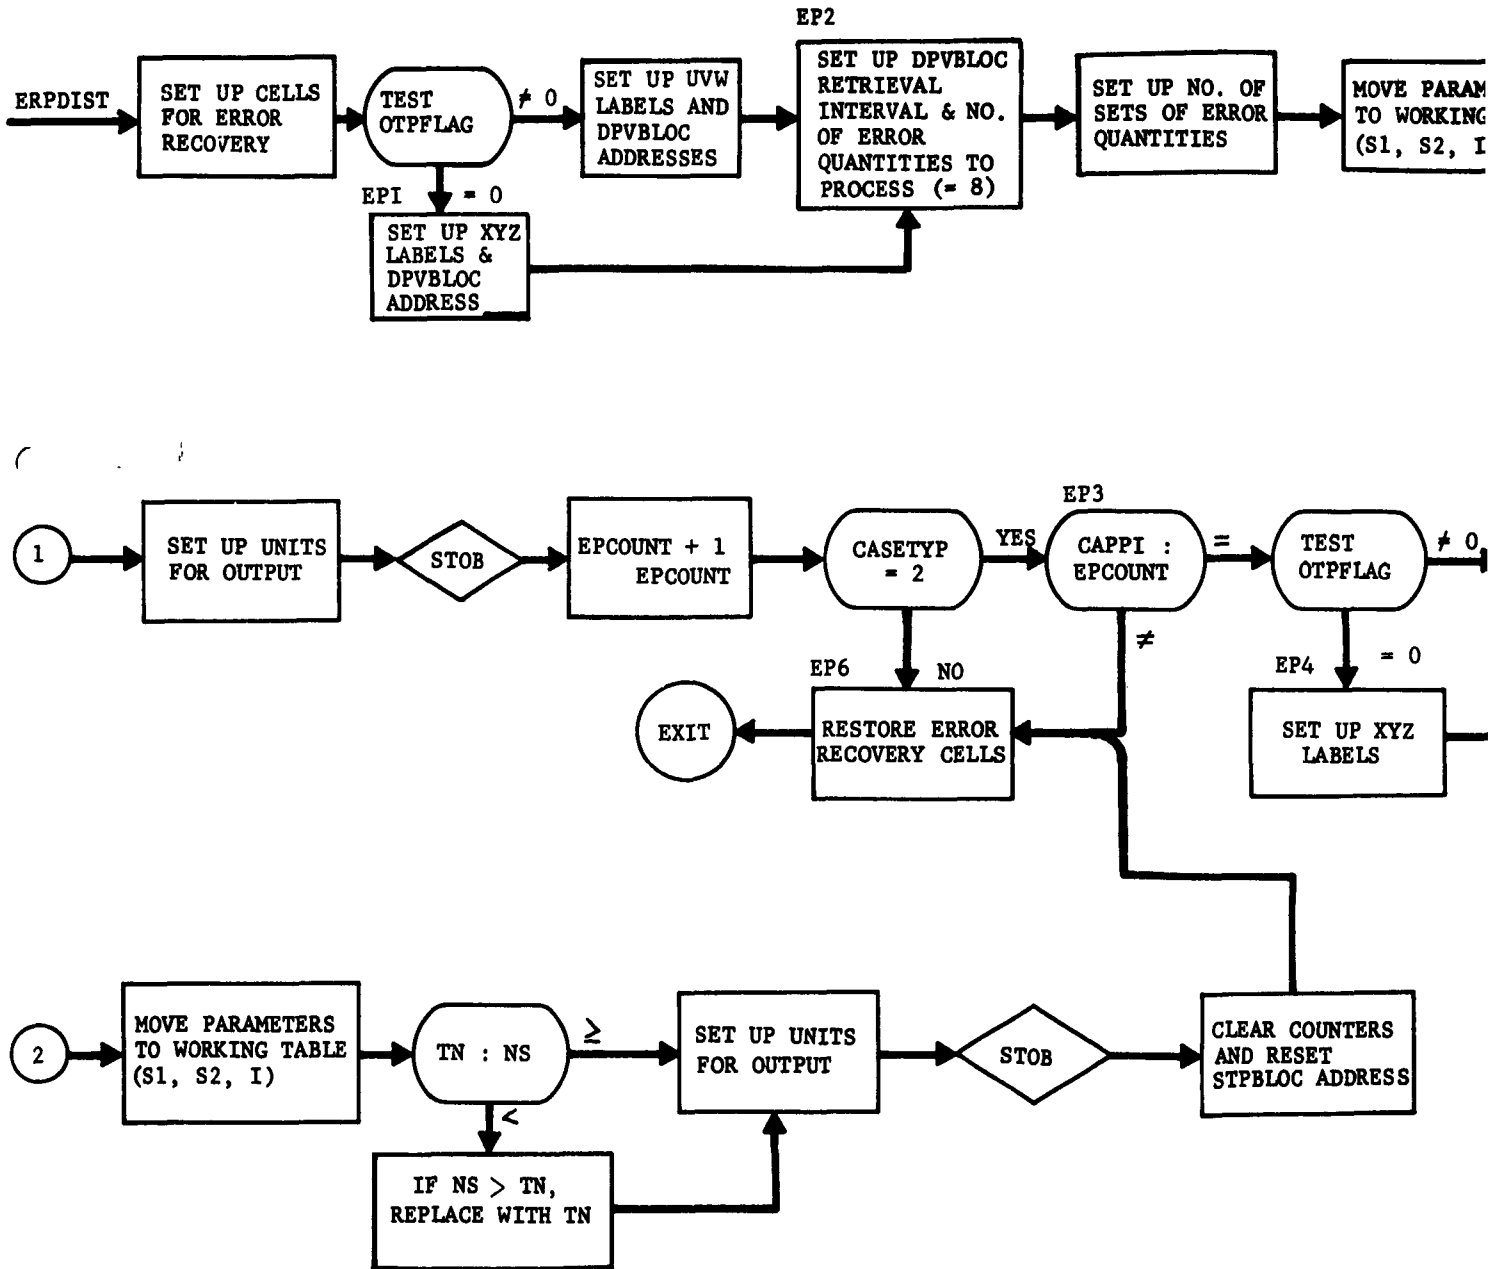 EP2
ERPDIST
SET UP CELLS
FOR ERROR
RECOVERY
TEST
OTPFLAG
≠ 0
SET UP UVW
LABELS AND
DPVBLOC
ADDRESSES
SET UP DPVBLOC
RETRIEVAL
INTERVAL & NO.
OF ERROR
QUANTITIES TO
PROCESS (= 8)
SET UP NO. OF
SETS OF ERROR
QUANTITIES
MOVE PARAM
TO WORKING
(S1, S2, I
EP1
= 0
SET UP XYZ
LABELS &
DPVBLOC
ADDRESS
1
SET UP UNITS
FOR OUTPUT
STOB
EPCOUNT + 1
EPCOUNT
CASETYP
= 2
YES
EP3
CAPPI :
EPCOUNT
=
TEST
OTPFLAG
≠ 0
≠
NO
EP6
EXIT
RESTORE ERROR
RECOVERY CELLS
EP4
= 0
SET UP XYZ
LABELS
2
MOVE PARAMETERS
TO WORKING TABLE
(S1, S2, I)
TN : NS
≥
SET UP UNITS
FOR OUTPUT
STOB
CLEAR COUNTERS
AND RESET
STPBLOC ADDRESS
<
IF NS > TN,
REPLACE WITH TN